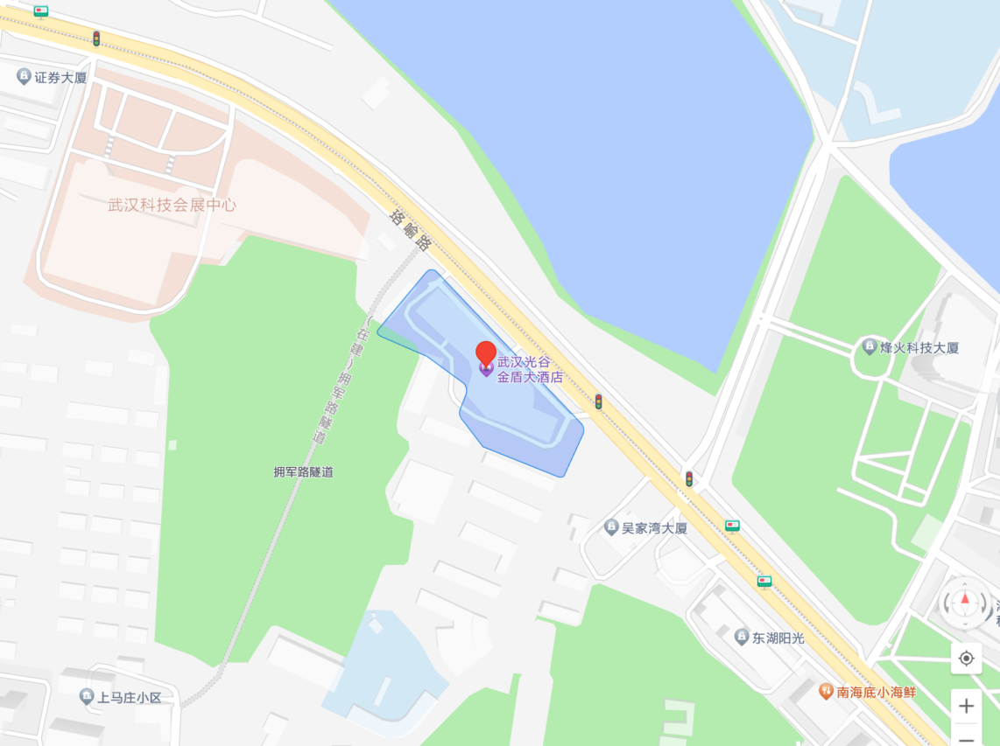 证券大厦
武汉科技会展中心
珞喻路
烽火科技大厦
武汉光谷
金盾大酒店
(在建)拥军路隧道
拥军路隧道
吴家湾大厦
东湖阳光
南海底小海鲜
上马庄小区